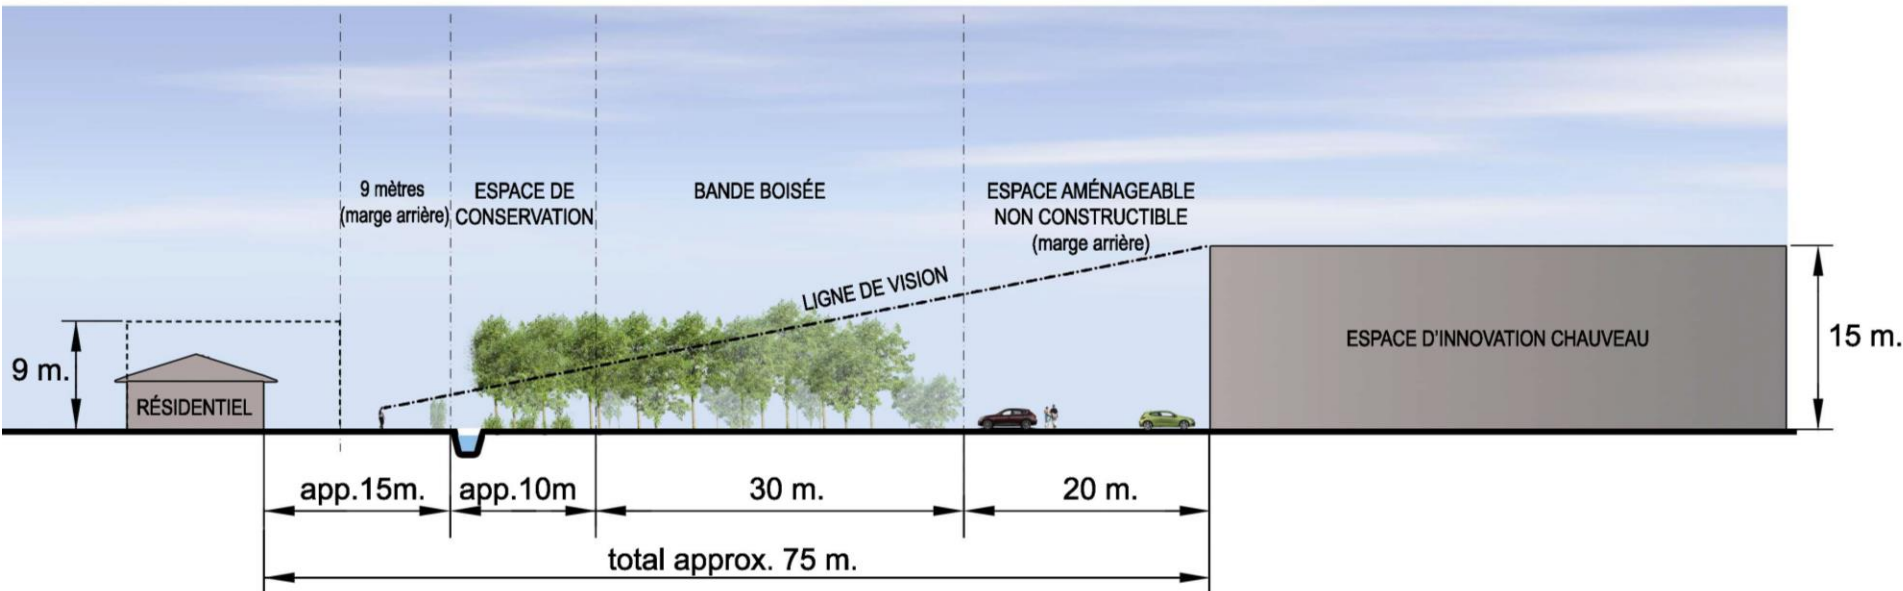 9 mètres
(marge arrière)
ESPACE DE
CONSERVATION
BANDE BOISÉE
ESPACE AMÉNAGEABLE
NON CONSTRUCTIBLE
(marge arrière)
LIGNE DE VISION
9 m.
RÉSIDENTIEL
ESPACE D'INNOVATION CHAUVEAU
15 m.
app.15m.
app.10m
30 m.
20 m.
total approx. 75 m.